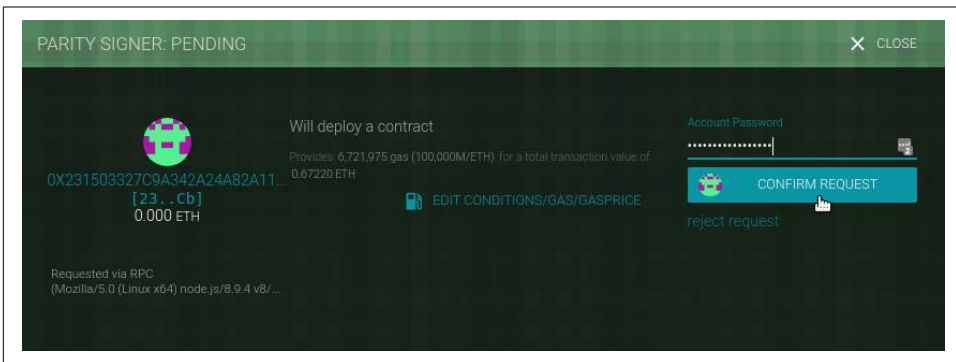 PARITY SIGNER: PENDING
CLOSE
0X231503327C9A342A24A82A11...
[23..Cb]
0.000 ETH
Will deploy a contract
Provides 6,721,975 gas (100,000M/ETH) for a total transaction value of
0.67220 ETH
EDIT CONDITIONS/GAS/GASPRICE
Account Password
CONFIRM REQUEST
reject request
Requested via RPC
(Mozilla/5.0 (Linux x64) node.js/8.9.4 v8/...